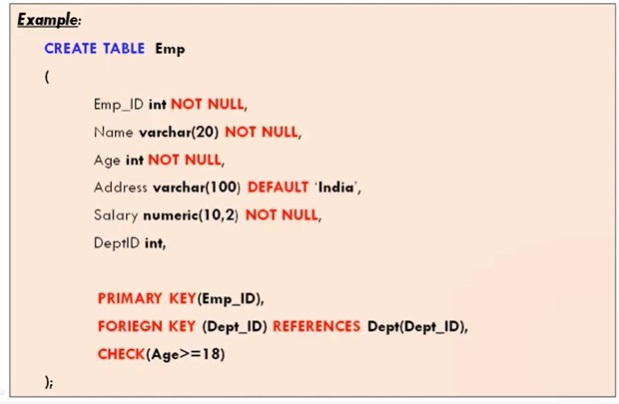 Example:
CREATE TABLE Emp
(
Emp_ID int NOT NULL,
Name varchar(20) NOT NULL,
Age int NOT NULL,
Address varchar(100) DEFAULT 'India',
Salary numeric(10,2) NOT NULL,
DeptID int,
PRIMARY KEY(Emp_ID),
FORIEGN KEY (Dept_ID) REFERENCES Dept(Dept_ID),
CHECK(Age>=18)
);